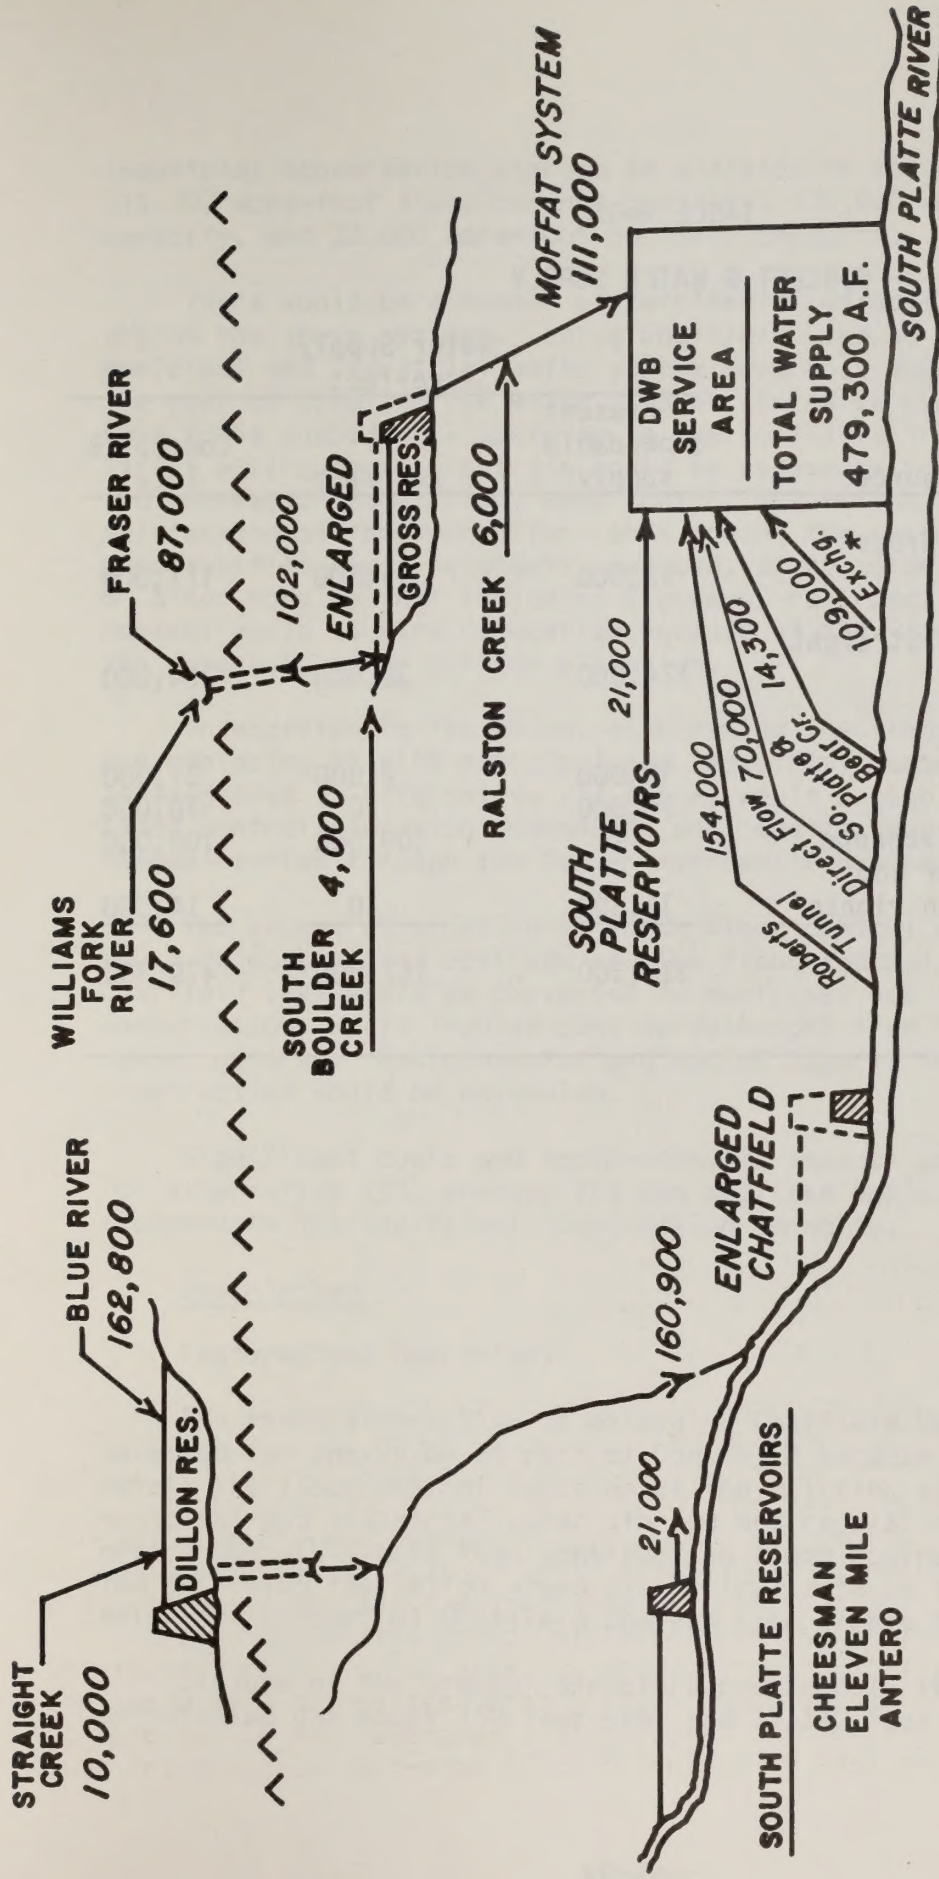 STRAIGHT
CREEK
10,000
BLUE RIVER
162,800
DILLON RES.
WILLIAMS
FORK
RIVER
17,600
FRASER RIVER
87,000
102,000
ENLARGED
GROSS RES.
SOUTH
BOULDER
CREEK
4,000
RALSTON CREEK 6,000
MOFFAT SYSTEM
111,000
SOUTH
PLATTE
RESERVOIRS
21,000
DWB
SERVICE
AREA
TOTAL WATER
SUPPLY
479,300 A.F.
154,000
Roberts
Tunnel
Direct Flow 70,000
So. Platte &
Bear Cr.
14,300
109,000
Exchg.*
160,900
ENLARGED
CHATFIELD
21,000
SOUTH PLATTE RESERVOIRS
CHEESMAN
ELEVEN MILE
ANTERO
SOUTH PLATTE RIVER